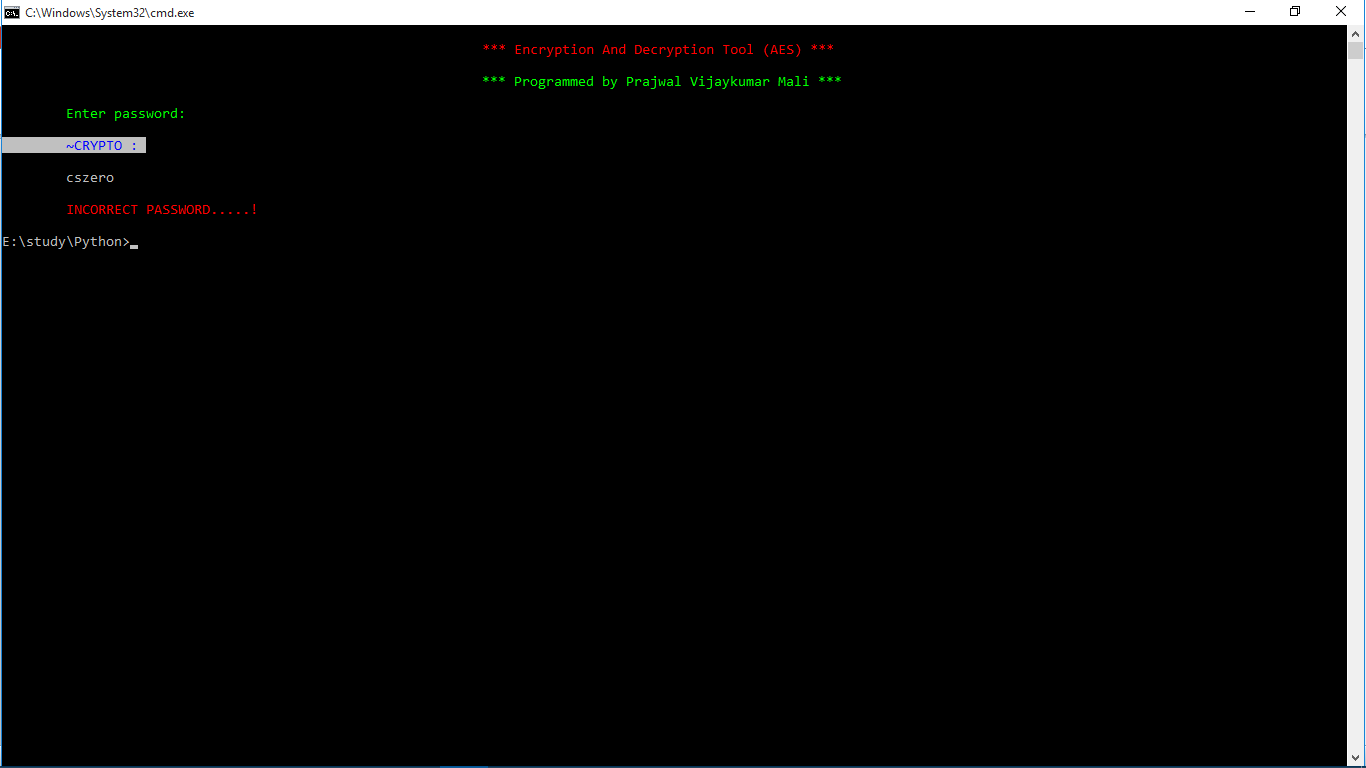 C:\Windows\System32\cmd.exe
*** Encryption And Decryption Tool (AES) ***
*** Programmed by Prajwal Vijaykumar Mali ***
Enter password:
~CRYPTO :
cszero
INCORRECT PASSWORD.....!
E:\study\Python>